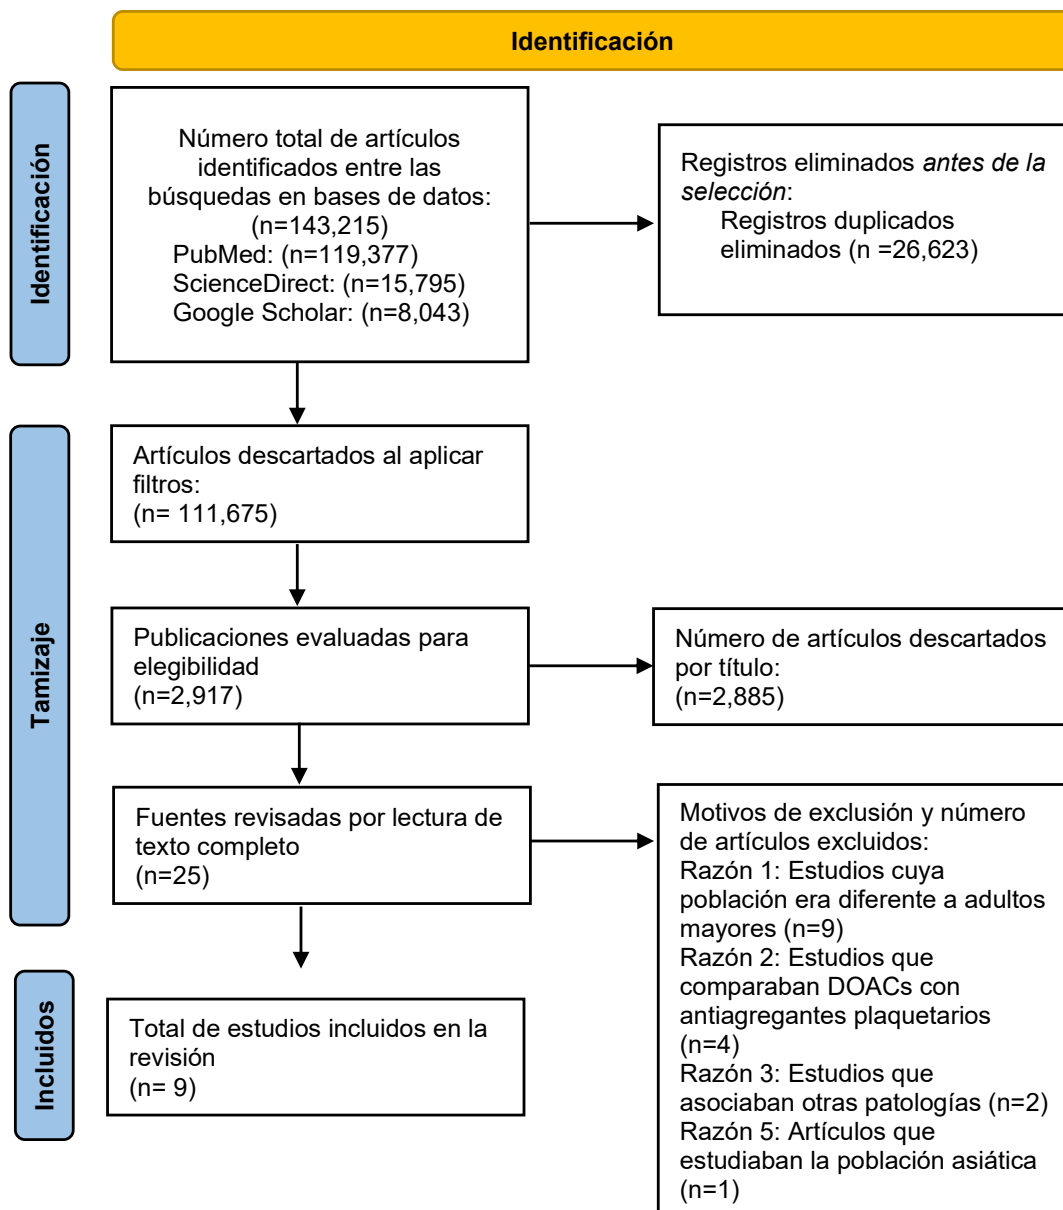 Identificación
Identificación
Número total de artículos
identificados entre las
búsquedas en bases de datos:
(n=143,215)
PubMed: (n=119,377)
ScienceDirect: (n=15,795)
Google Scholar: (n=8,043)
Registros eliminados antes de la
selección:
Registros duplicados
eliminados (n =26,623)
Tamizaje
Artículos descartados al aplicar
filtros:
(n= 111,675)
Publicaciones evaluadas para
elegibilidad
(n=2,917)
Número de artículos descartados
por título:
(n=2,885)
Fuentes revisadas por lectura de
texto completo
(n=25)
Motivos de exclusión y número
de artículos excluidos:
Razón 1: Estudios cuya
población era diferente a adultos
mayores (n=9)
Razón 2: Estudios que
comparaban DOACs con
antiagregantes plaquetarios
(n=4)
Razón 3: Estudios que
asociaban otras patologías (n=2)
Razón 5: Artículos que
estudiaban la población asiática
(n=1)
Incluidos
Total de estudios incluidos en la
revisión
(n= 9)